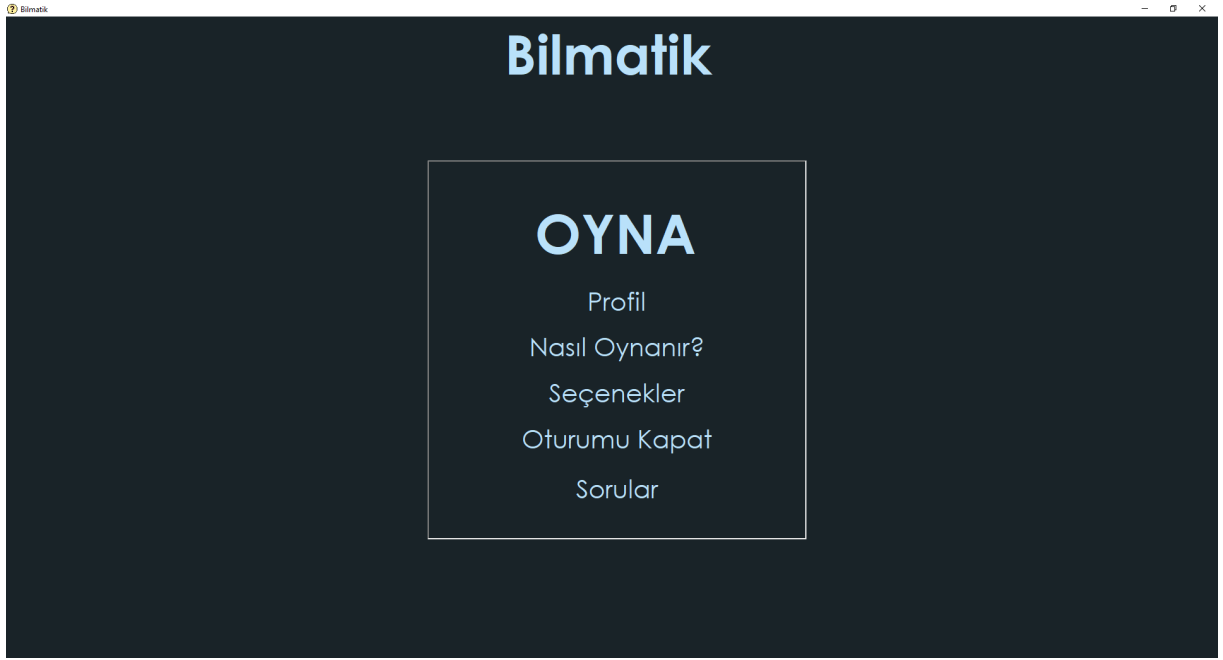 Bilmatik
Bilmatik
OYNA
Profil
Nasıl Oynanır?
Seçenekler
Oturumu Kapat
Sorular